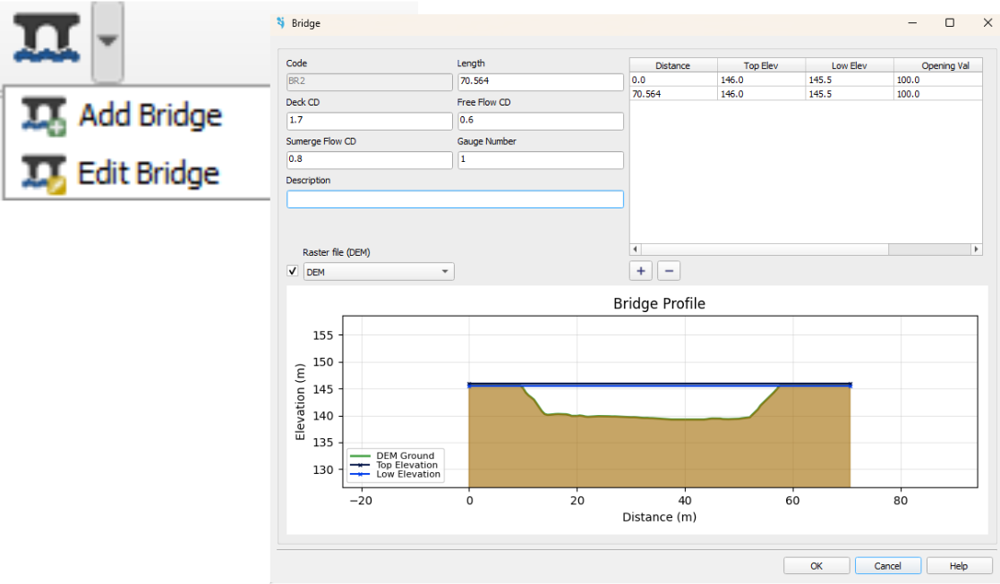 Add Bridge
Edit Bridge
Bridge
Code Length
BR2 70.564
Deck CD Free Flow CD
1.7 0.6
Sumerge Flow CD Gauge Number
0.8 1
Description
Distance Top Elev Low Elev Opening Val
0.0 146.0 145.5 100.0
70.564 146.0 145.5 100.0
Raster file (DEM)
DEM
+ −
Bridge Profile
155
150
145
140
135
130
Elevation (m)
DEM Ground
Top Elevation
Low Elevation
−20 0 20 40 60 80
Distance (m)
OK Cancel Help